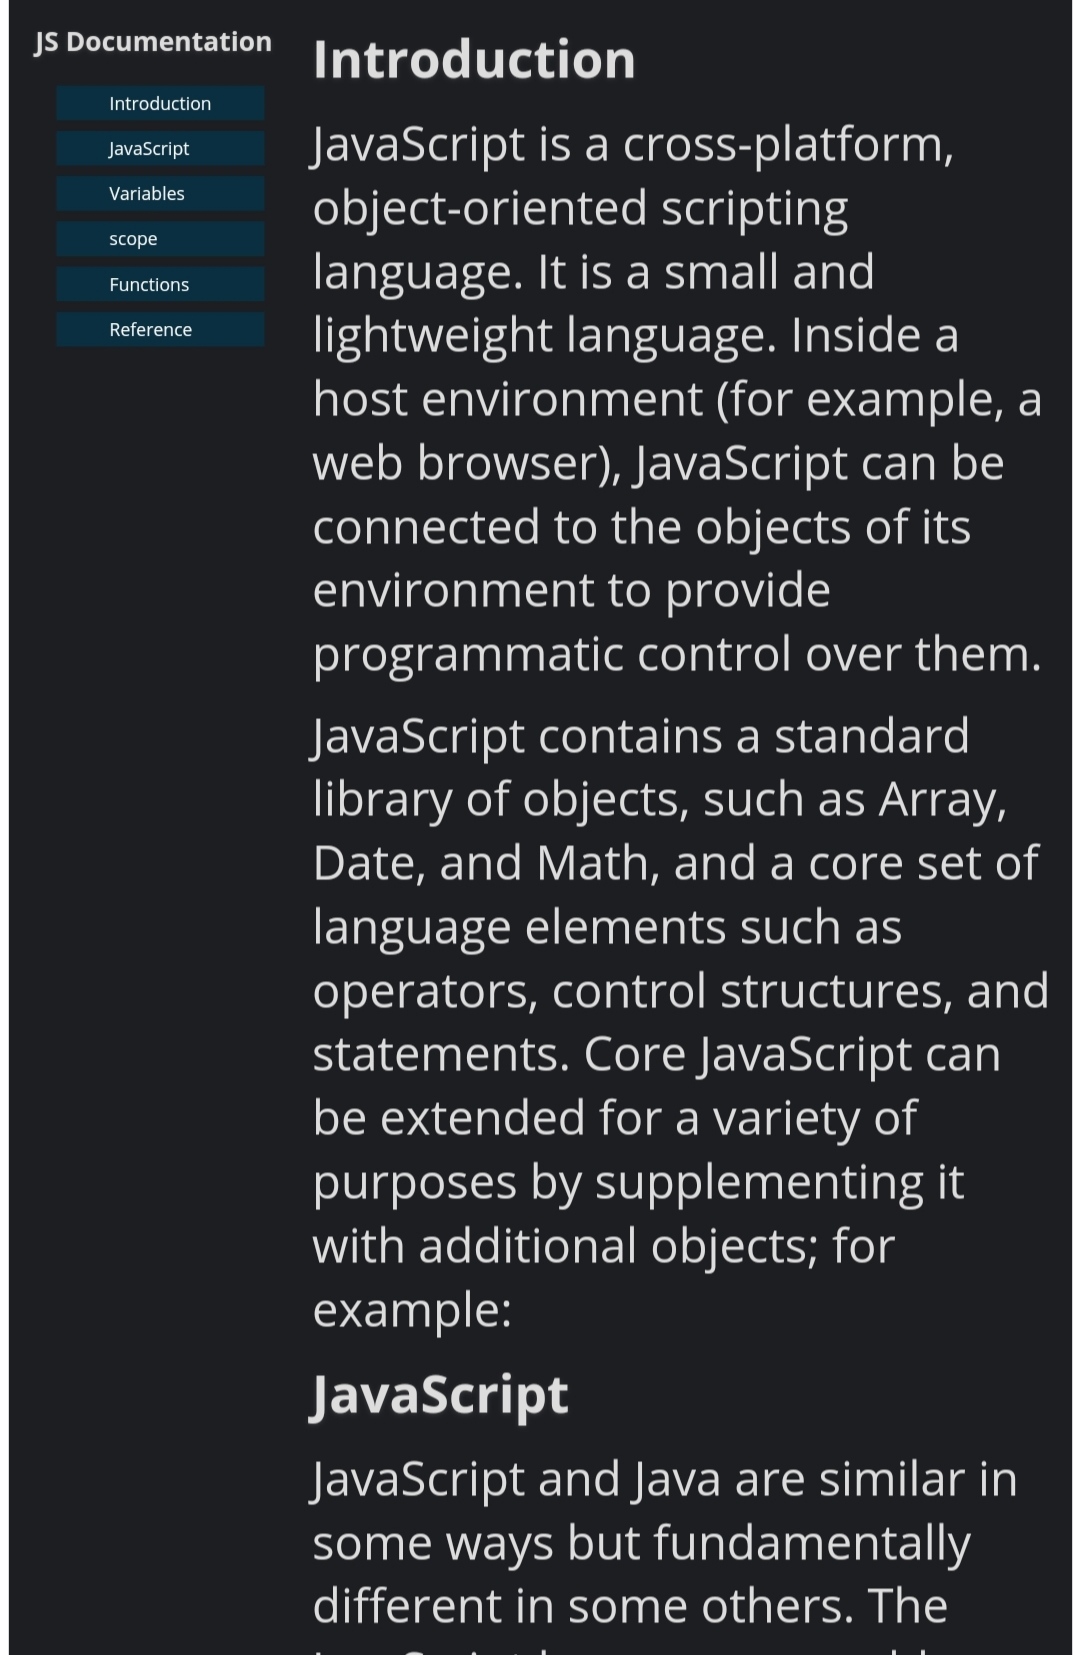 JS Documentation
Introduction
JavaScript
Variables
scope
Functions
Reference
Introduction
JavaScript is a cross-platform,
object-oriented scripting
language. It is a small and
lightweight language. Inside a
host environment (for example, a
web browser), JavaScript can be
connected to the objects of its
environment to provide
programmatic control over them.
JavaScript contains a standard
library of objects, such as Array,
Date, and Math, and a core set of
language elements such as
operators, control structures, and
statements. Core JavaScript can
be extended for a variety of
purposes by supplementing it
with additional objects; for
example:
JavaScript
JavaScript and Java are similar in
some ways but fundamentally
different in some others. The